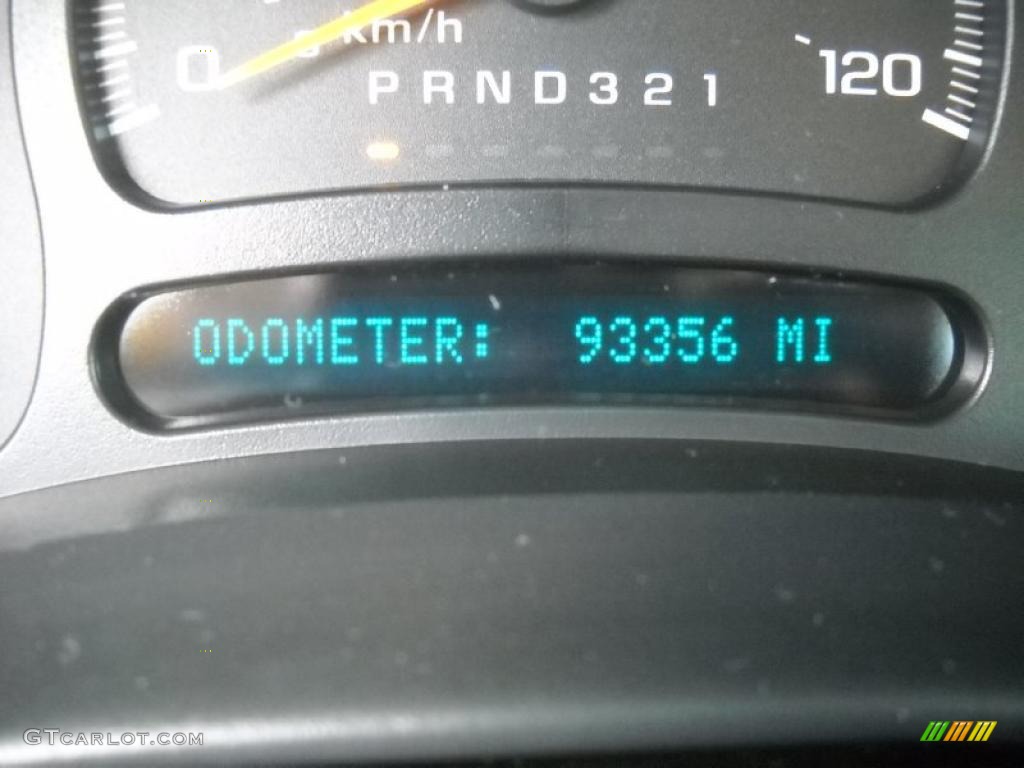 km/h
0
120
PRND321
ODOMETER: 93356 MI
GTCARLOT.COM